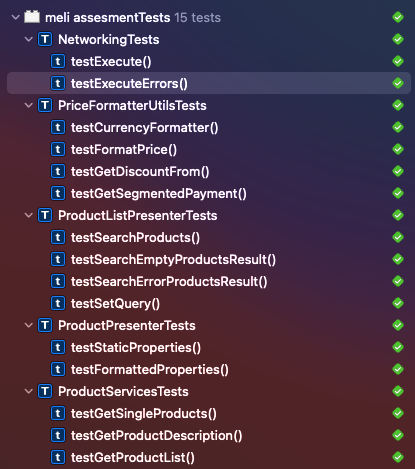 meli assesmentTests 15 tests
T NetworkingTests
t testExecute()
t testExecuteErrors()
T PriceFormatterUtilsTests
t testCurrencyFormatter()
t testFormatPrice()
t testGetDiscountFrom()
t testGetSegmentedPayment()
T ProductListPresenterTests
t testSearchProducts()
t testSearchEmptyProductsResult()
t testSearchErrorProductsResult()
t testSetQuery()
T ProductPresenterTests
t testStaticProperties()
t testFormattedProperties()
T ProductServicesTests
t testGetSingleProducts()
t testGetProductDescription()
t testGetProductList()